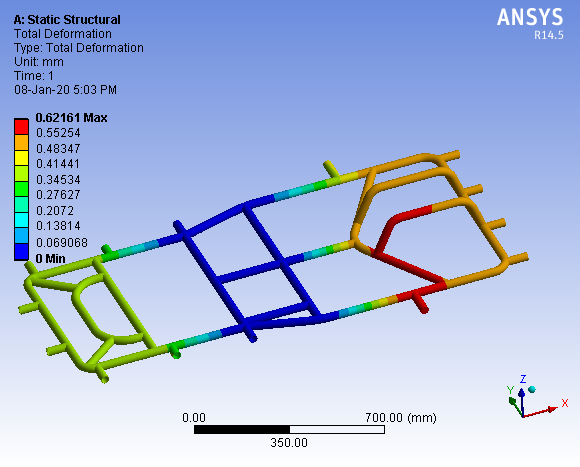 A: Static Structural
Total Deformation
Type: Total Deformation
Unit: mm
Time: 1
08-Jan-20 5:03 PM
ANSYS
R14.5
0.62161 Max
0.55254
0.48347
0.41441
0.34534
0.27627
0.2072
0.13814
0.069068
0 Min
0.00
700.00 (mm)
350.00
Z
Y
X